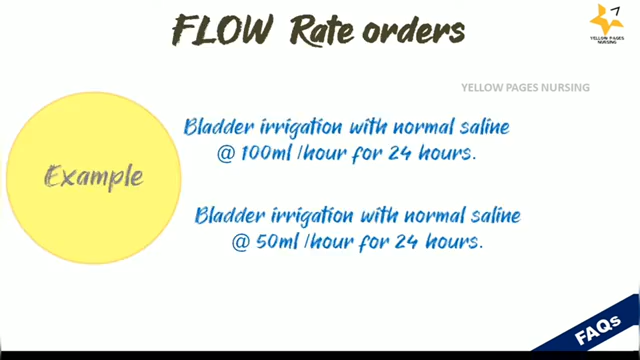 FLOW Rate orders
7
YELLOW PAGES
NURSING
YELLOW PAGES NURSING
Bladder irrigation with normal saline
@ 100ml /hour for 24 hours.
Example
Bladder irrigation with normal saline
@ 50ml /hour for 24 hours.
FAQs